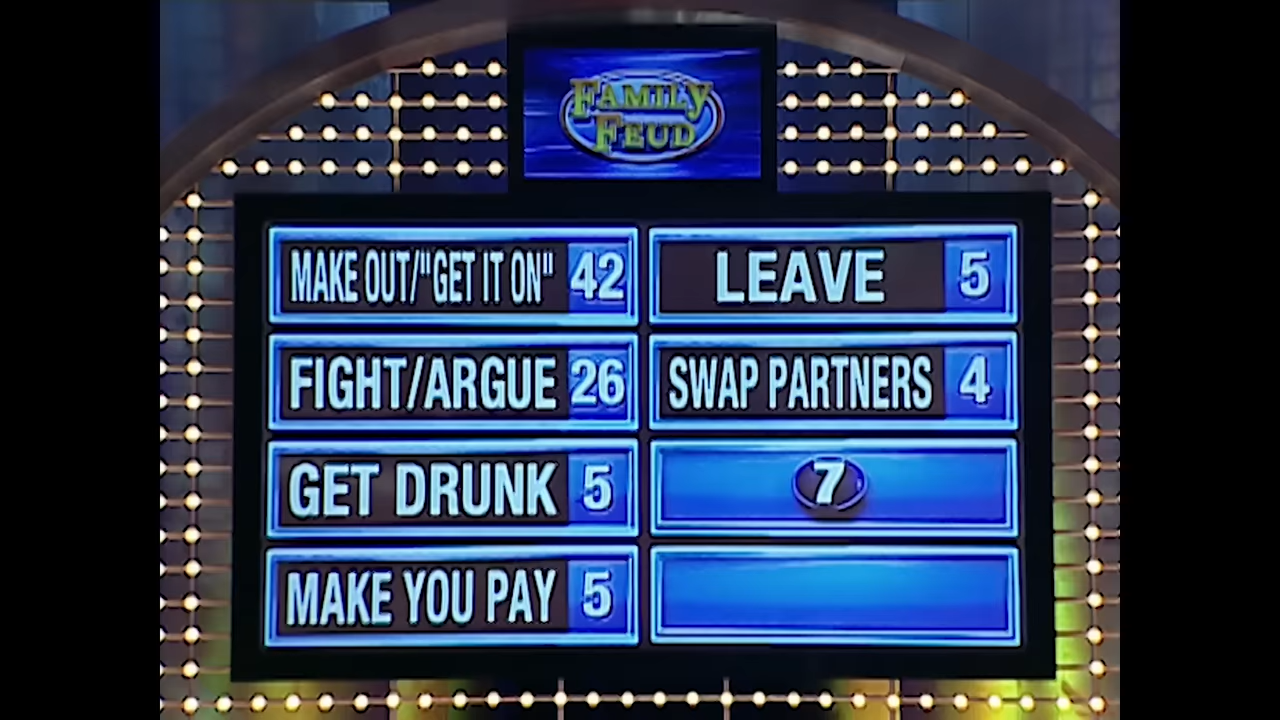 FAMILY
FEUD
MAKE OUT/"GET IT ON" 42
FIGHT/ARGUE 26
GET DRUNK 5
MAKE YOU PAY 5
LEAVE 5
SWAP PARTNERS 4
7